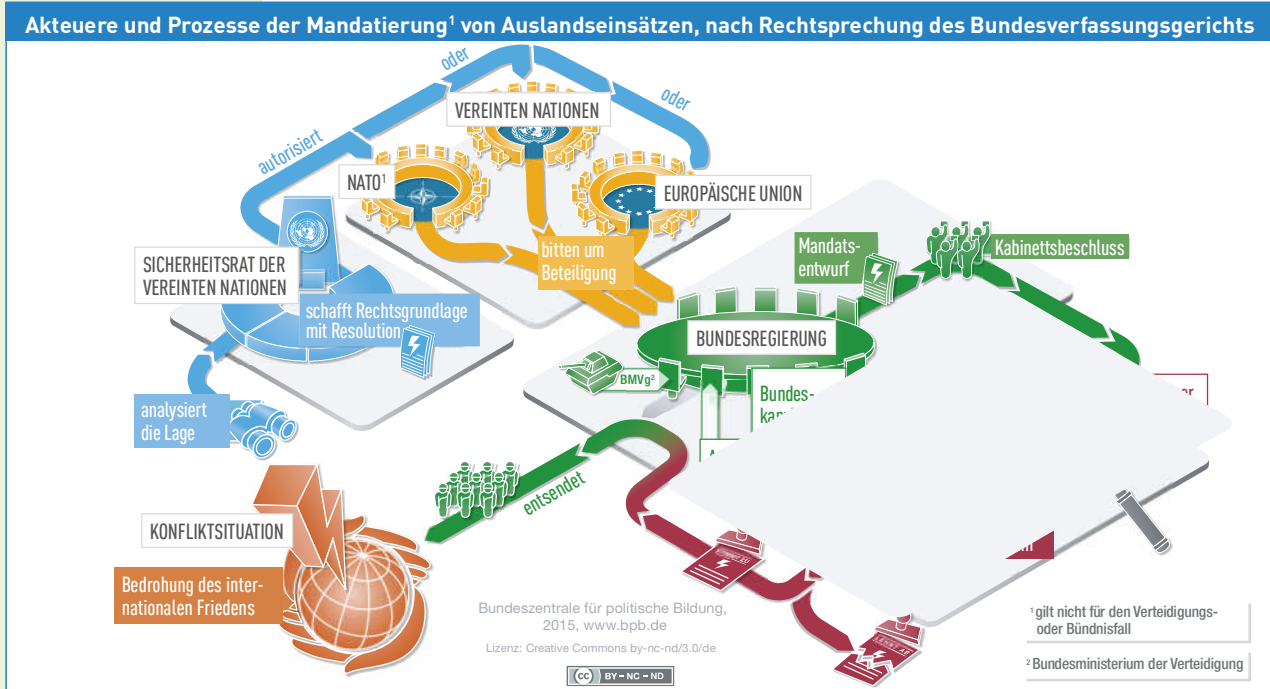 Akteuere und Prozesse der Mandatierung¹ von Auslandseinsätzen, nach Rechtsprechung des Bundesverfassungsgerichts
oder
oder
autorisiert
VEREINTEN NATIONEN
NATO¹
EUROPÄISCHE UNION
bitten um
Beteiligung
SICHERHEITSRAT DER
VEREINTEN NATIONEN
schafft Rechtsgrundlage
mit Resolution
analysiert
die Lage
Mandats-
entwurf
Kabinettsbeschluss
BUNDESREGIERUNG
BMVg²
Bundes-
entsendet
KONFLIKTSITUATION
Bedrohung des inter-
nationalen Friedens
LEHNT AB
Bundeszentrale für politische Bildung,
2015, www.bpb.de
Lizenz: Creative Commons by-nc-nd/3.0/de
cc BY-NC-ND
¹ gilt nicht für den Verteidigungs-
oder Bündnisfall
² Bundesministerium der Verteidigung